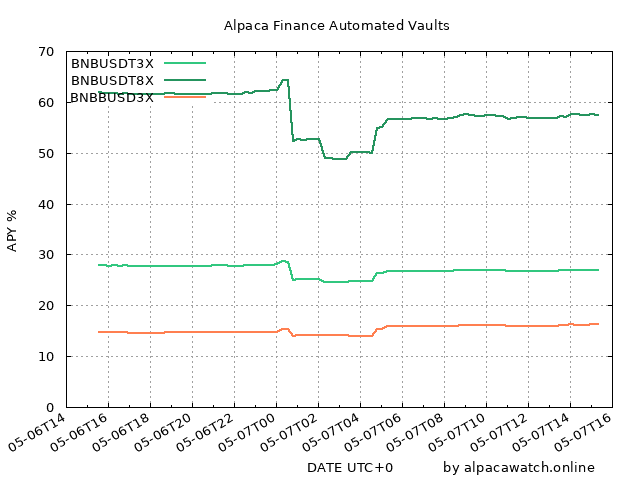 Alpaca Finance Automated Vaults
BNBUSDT3X
BNBUSDT8X
BNBBUSD3X
APY %
70
60
50
40
30
20
10
0
05-06T14
05-06T16
05-06T18
05-06T20
05-06T22
05-07T00
05-07T02
05-07T04
05-07T06
05-07T08
05-07T10
05-07T12
05-07T14
05-07T16
DATE UTC+0
by alpacawatch.online